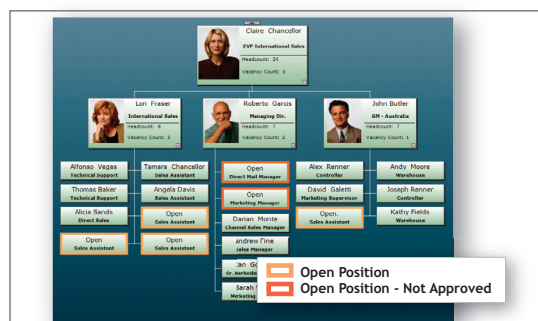 Claire Chancellor
EVP International Sales
Headcount: 24
Vacancy Count: 6
Lori Fraser
International Sales
Headcount: 9
Vacancy Count: 3
Roberto Garcis
Managing Dir.
Headcount: 7
Vacancy Count: 2
John Butler
GM - Australia
Headcount: 7
Vacancy Count: 1
Alfonso Vegas
Technical Support
Tamara Chancellor
Sales Assistant
Thomas Baker
Technical Support
Angela Davis
Sales Assistant
Alicia Sands
Direct Sales
Open
Sales Assistant
Open
Sales Assistant
Open
Sales Assistant
Open
Direct Mail Manager
Open
Marketing Manager
Darian Monte
Channel Sales Manager
Andrew Fine
Sales Manager
Ian
Sr.
Sarah
Alex Renner
Controller
Andy Moore
Warehouse
David Galetti
Marketing Supervisor
Joseph Renner
Controller
Open.
Sales Assistant
Kathy Fields
Warehouse
Open Position
Open Position - Not Approved